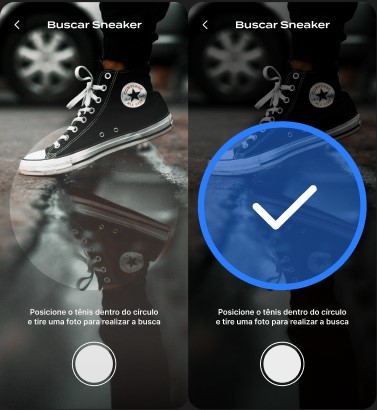 Buscar Sneaker
Posicione o tênis dentro do círculo
e tire uma foto para realizar a busca
Buscar Sneaker
Posicione o tênis dentro do círculo
e tire uma foto para realizar a busca